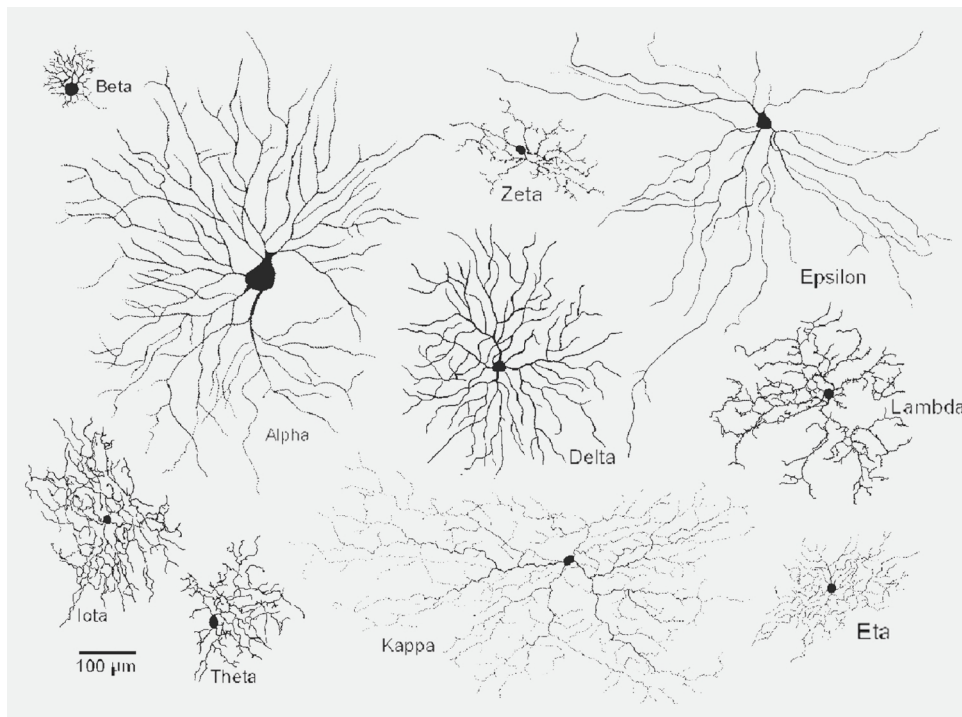 Beta
Zeta
Epsilon
Alpha
Delta
Lambda
Iota
Theta
Kappa
Eta
100 µm